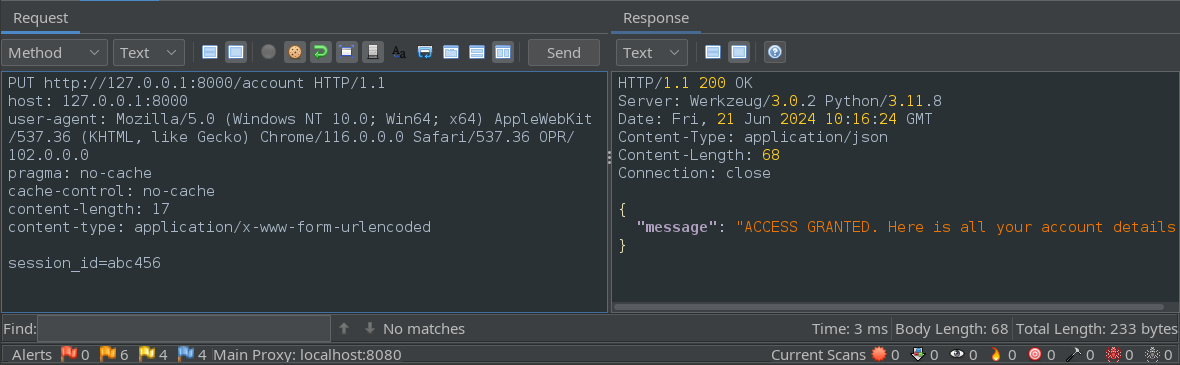 Request
Response
Method Text Send
Text
PUT http://127.0.0.1:8000/account HTTP/1.1
host: 127.0.0.1:8000
user-agent: Mozilla/5.0 (Windows NT 10.0; Win64; x64) AppleWebKit
/537.36 (KHTML, like Gecko) Chrome/116.0.0.0 Safari/537.36 OPR/
102.0.0.0
pragma: no-cache
cache-control: no-cache
content-length: 17
content-type: application/x-www-form-urlencoded
session_id=abc456
HTTP/1.1 200 OK
Server: Werkzeug/3.0.2 Python/3.11.8
Date: Fri, 21 Jun 2024 10:16:24 GMT
Content-Type: application/json
Content-Length: 68
Connection: close
{
"message": "ACCESS GRANTED. Here is all your account details
}
Find: No matches
Time: 3 ms Body Length: 68 Total Length: 233 bytes
Alerts 0 6 4 4 Main Proxy: localhost:8080
Current Scans 0 0 0 0 0 0 0 0